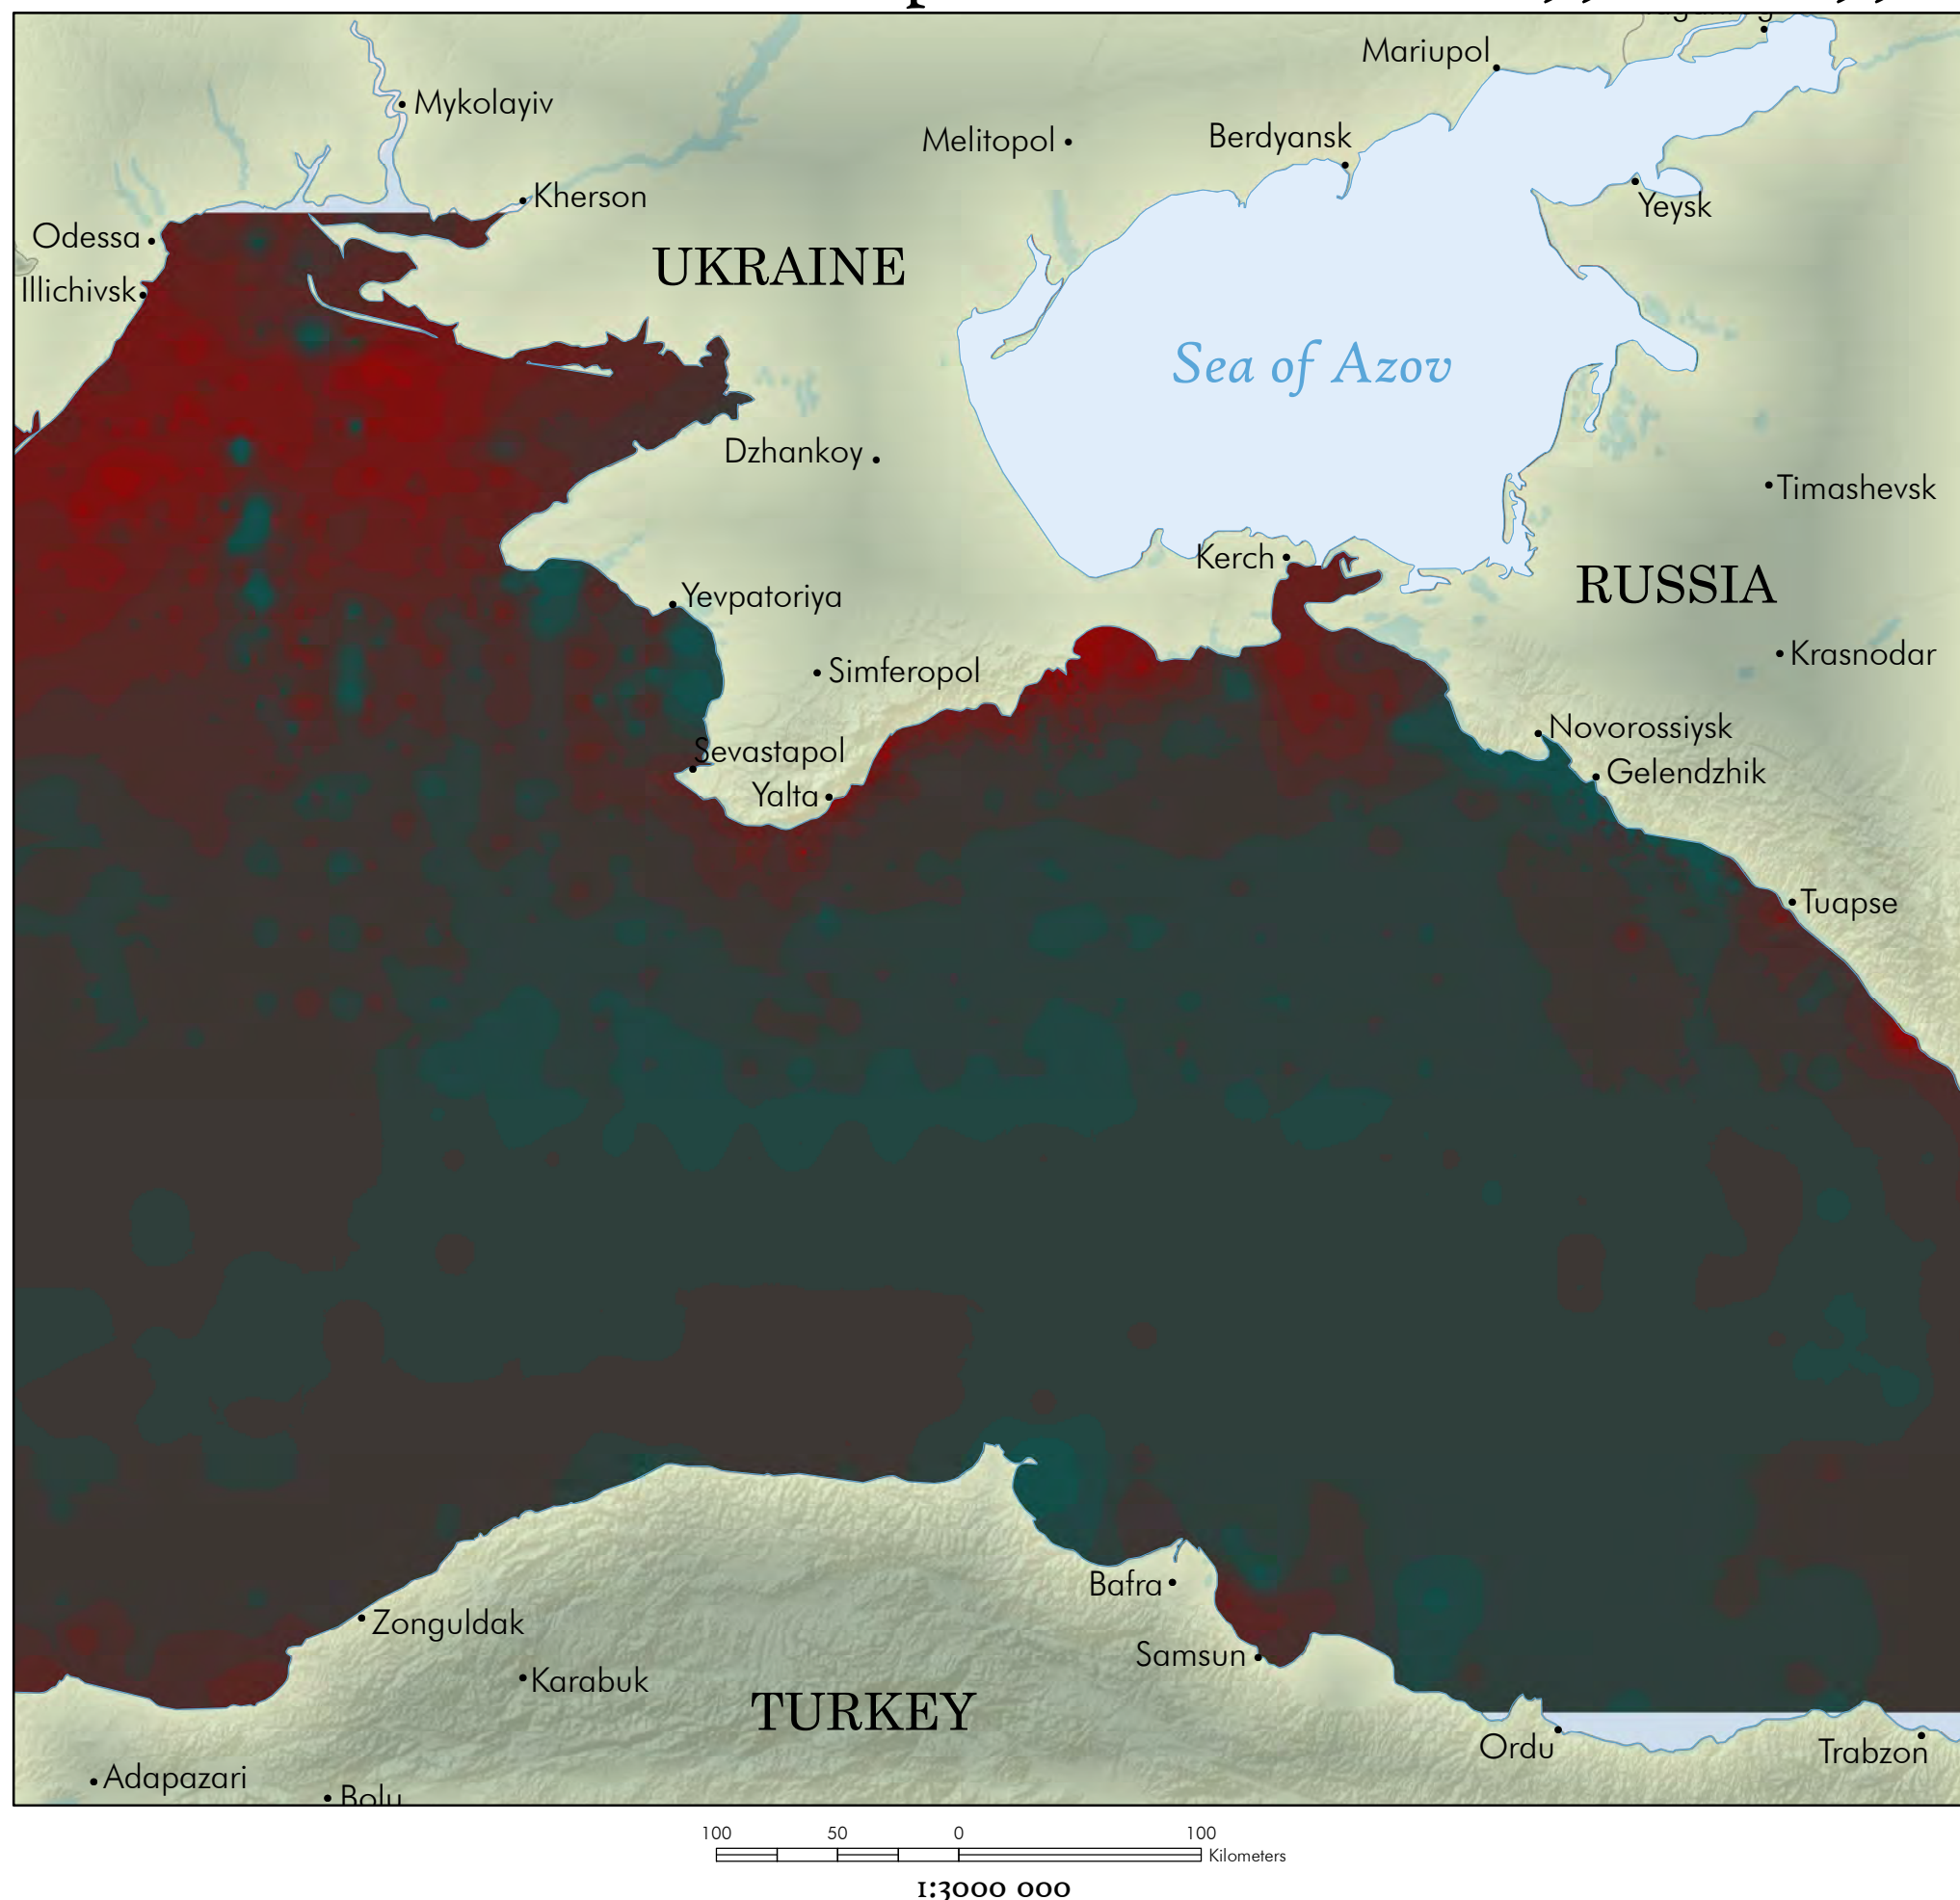 Mariupol
Mykolayiv
Melitopol
Berdyansk
Kherson
Yeysk
Odessa
UKRAINE
Illichivsk
Sea of Azov
Dzhankoy
Timashevsk
Kerch
RUSSIA
Yevpatoriya
Krasnodar
Simferopol
Novorossiysk
Sevastapol
Gelendzhik
Yalta
Tuapse
Bafra
Zonguldak
Samsun
Karabuk
TURKEY
Ordu
Trabzon
Adapazari
Bolu
100 50 0 100
Kilometers
1:3000 000